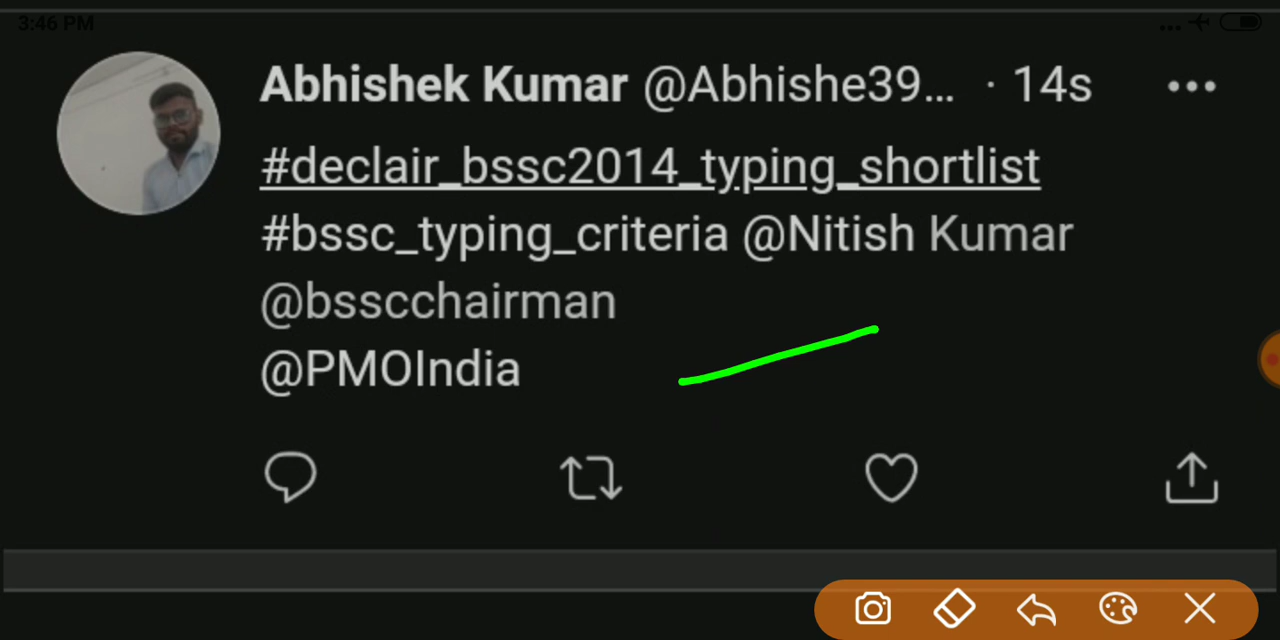 3:46 PM
Abhishek Kumar @Abhishe39... · 14s
#declair_bssc2014_typing_shortlist
#bssc_typing_criteria @Nitish Kumar
@bsscchairman
@PMOIndia